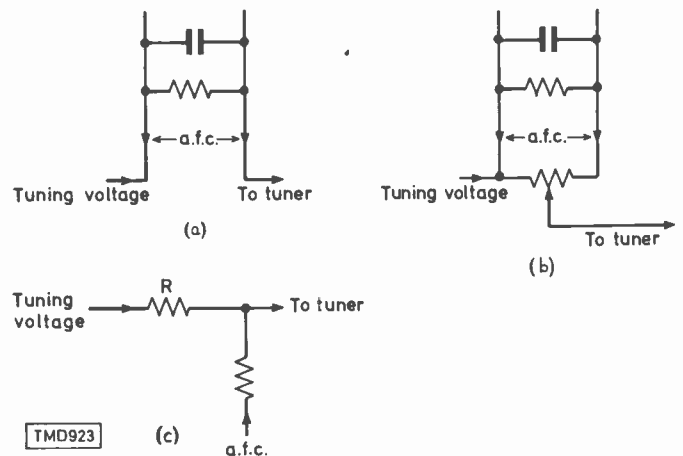 a.f.c.
Tuning voltage
To tuner
(a)
a.f.c.
Tuning voltage
To tuner
(b)
R
Tuning
voltage
To tuner
TMD923
(c)
a.f.c.